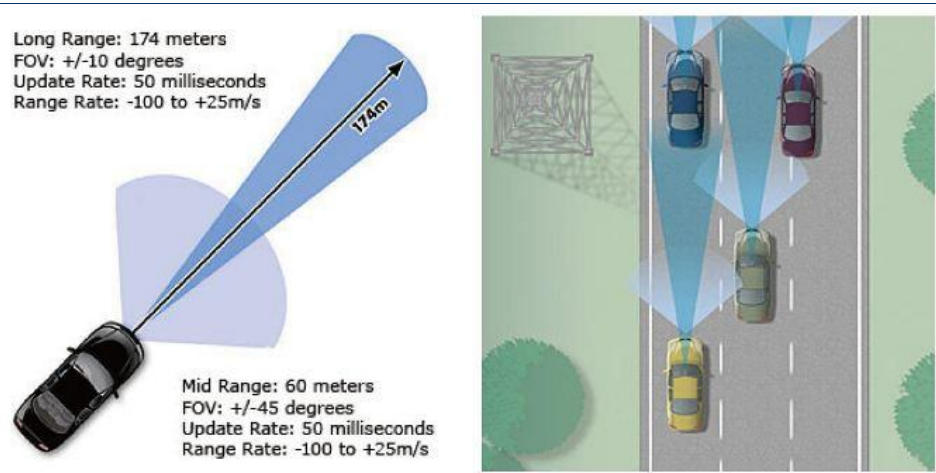 Long Range: 174 meters
FOV: +/-10 degrees
Update Rate: 50 milliseconds
Range Rate: -100 to +25m/s
174m
Mid Range: 60 meters
FOV: +/-45 degrees
Update Rate: 50 milliseconds
Range Rate: -100 to +25m/s